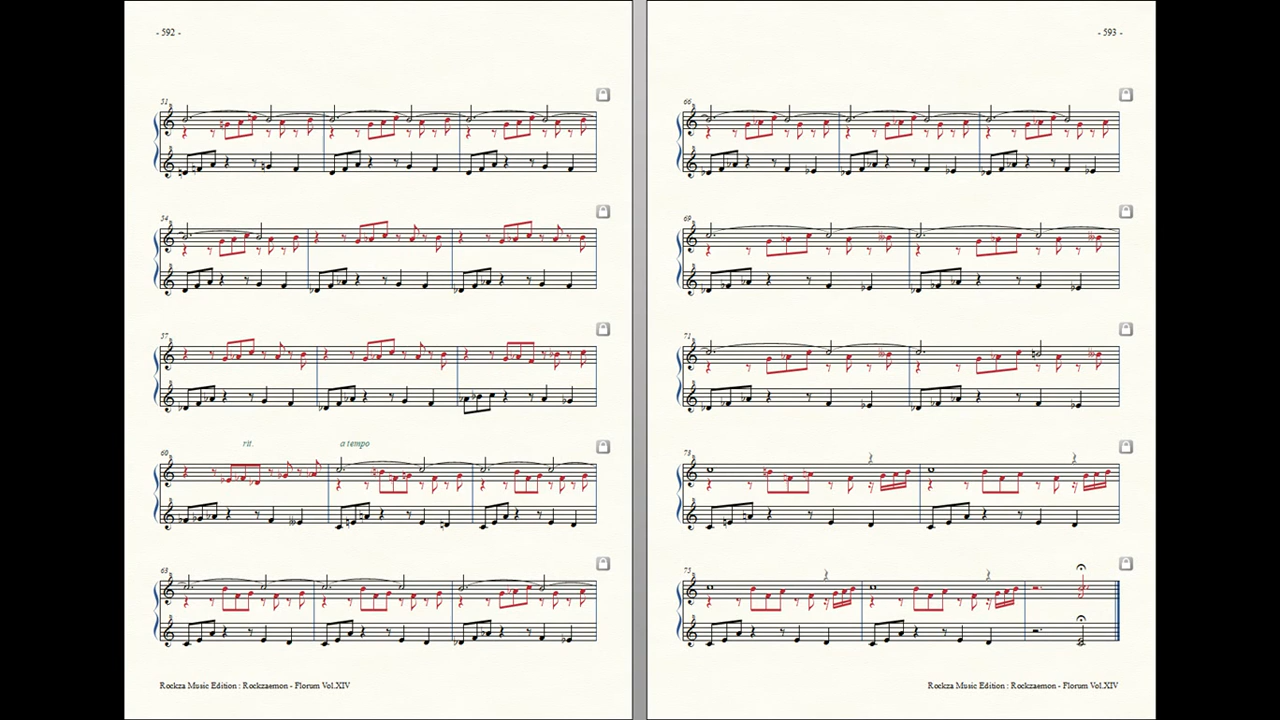 - 592 -
51
54
57
rit.
a tempo
60
63
Rockza Music Edition : Rockzaemon - Florum Vol.XIV
- 593 -
66
69
71
73
75
Rockza Music Edition : Rockzaemon - Florum Vol.XIV